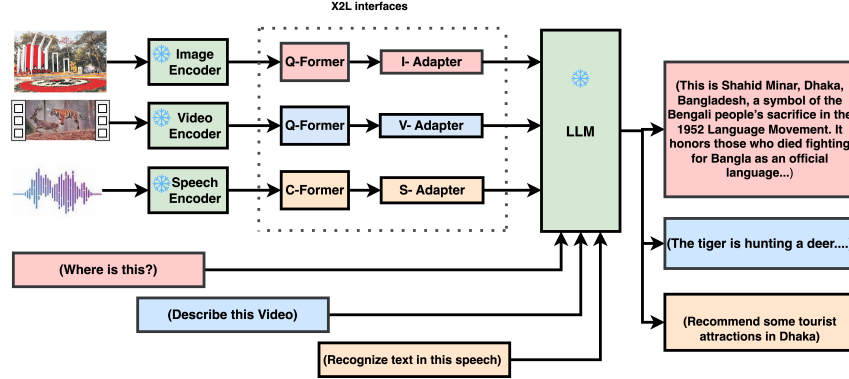 X2L interfaces
Image
Encoder
Q-Former
I- Adapter
Video
Encoder
Q-Former
V- Adapter
Speech
Encoder
C-Former
S- Adapter
LLM
(This is Shahid Minar, Dhaka,
Bangladesh, a symbol of the
Bengali people's sacrifice in the
1952 Language Movement. It
honors those who died fighting
for Bangla as an official
language...)
(The tiger is hunting a deer....
(Recommend some tourist
attractions in Dhaka)
(Where is this?)
(Describe this Video)
(Recognize text in this speech)